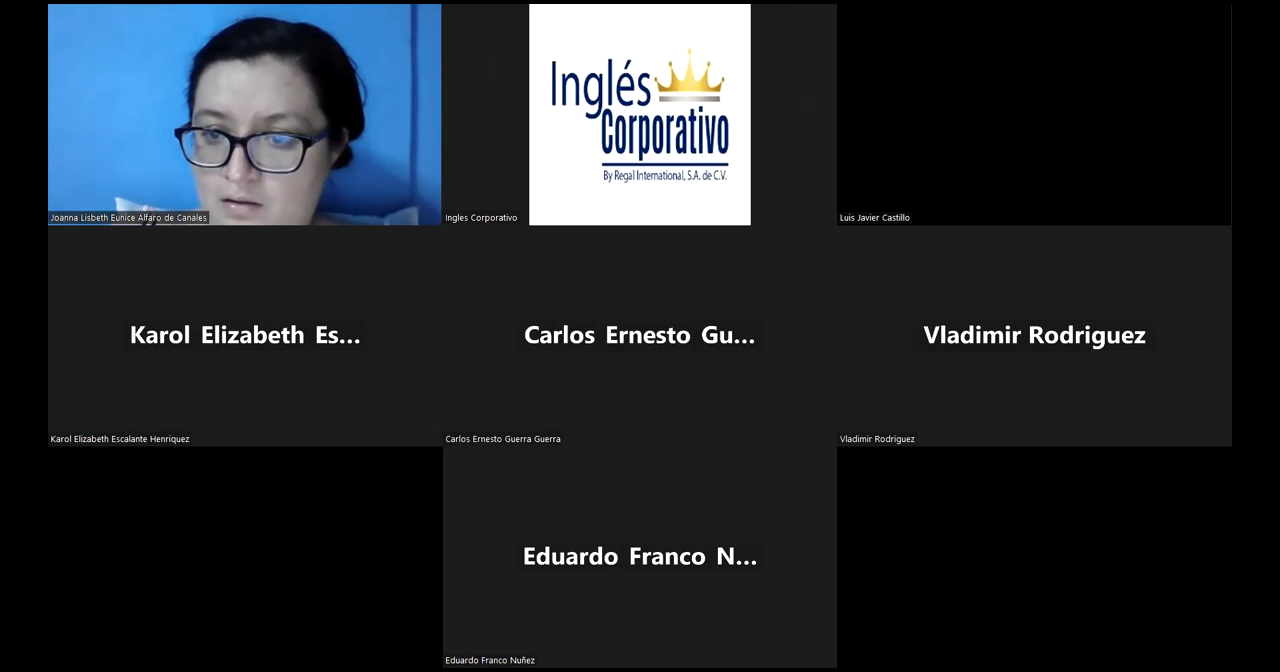 Inglés
Corporativo
By Regal International, S.A. de C.V.
Joanna Lisbeth Eunice Alfaro de Canales
Ingles Corporativo
Luis Javier Castillo
Karol Elizabeth Es...
Carlos Ernesto Gu...
Vladimir Rodriguez
Karol Elizabeth Escalante Henriquez
Carlos Ernesto Guerra Guerra
Vladimir Rodriguez
Eduardo Franco N...
Eduardo Franco Nuñez